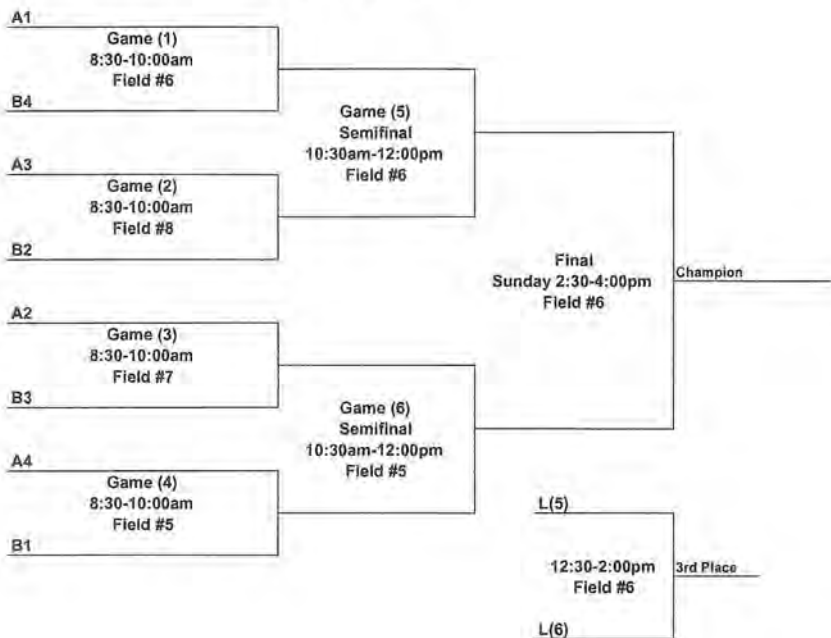 A1
Game (1)
8:30-10:00am
Field #6
B4
Game (5)
Semifinal
10:30am-12:00pm
Field #6
A3
Game (2)
8:30-10:00am
Field #8
B2
Final
Sunday 2:30-4:00pm
Field #6
Champion
A2
Game (3)
8:30-10:00am
Field #7
B3
Game (6)
Semifinal
10:30am-12:00pm
Field #5
A4
Game (4)
8:30-10:00am
Field #5
B1
L(5)
12:30-2:00pm
Field #6
3rd Place
L(6)